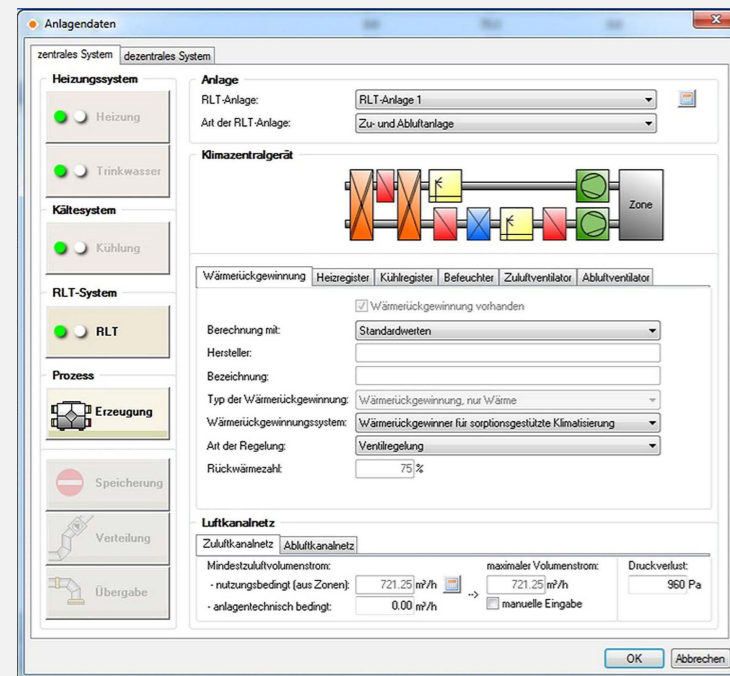 Anlagendaten
zentrales System dezentrales System
Heizungssystem
Heizung
Trinkwasser
Kältesystem
Kühlung
RLT-System
RLT
Prozess
Erzeugung
Speicherung
Verteilung
Übergabe
Anlage
RLT-Anlage: RLT-Anlage 1
Art der RLT-Anlage: Zu- und Abluftanlage
Klimazentralgerät
Zone
Wärmerückgewinnung Heizregister Kühlregister Befeuchter Zuluftventilator Abluftventilator
Wärmerückgewinnung vorhanden
Berechnung mit: Standardwerten
Hersteller:
Bezeichnung:
Typ der Wärmerückgewinnung: Wärmerückgewinnung, nur Wärme
Wärmerückgewinnungssystem: Wärmerückgewinner für sorptionsgestützte Klimatisierung
Art der Regelung: Ventilregelung
Rückwärmezahl: 75 %
Luftkanalnetz
Zuluftkanalnetz Abluftkanalnetz
Mindestzuluftvolumenstrom: maximaler Volumenstrom: Druckverlust:
- nutzungsbedingt (aus Zonen): 721.25 m³/h -> 721.25 m³/h 960 Pa
- anlagentechnisch bedingt: 0.00 m³/h manuelle Eingabe
OK Abbrechen